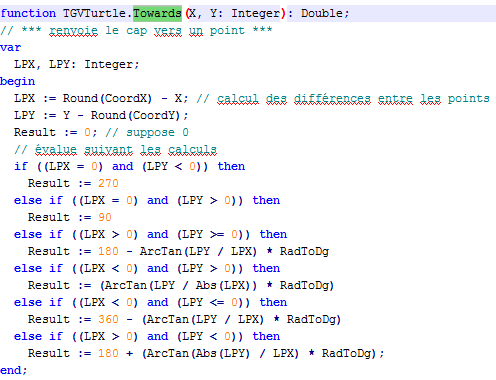 function TGVTurtle.Towards(X, Y: Integer): Double;
// *** renvoie le cap vers un point ***
var
  LPX, LPY: Integer;
begin
  LPX := Round(CoordX) - X; // calcul des différences entre les points
  LPY := Y - Round(CoordY);
  Result := 0; // suppose 0
  // évalue suivant les calculs
  if ((LPX = 0) and (LPY < 0)) then
    Result := 270
  else if ((LPX = 0) and (LPY > 0)) then
    Result := 90
  else if ((LPX > 0) and (LPY >= 0)) then
    Result := 180 - ArcTan(LPY / LPX) * RadToDg
  else if ((LPX < 0) and (LPY > 0)) then
    Result := (ArcTan(LPY / Abs(LPX)) * RadToDg)
  else if ((LPX < 0) and (LPY <= 0)) then
    Result := 360 - (ArcTan(LPY / LPX) * RadToDg)
  else if ((LPX > 0) and (LPY < 0)) then
    Result := 180 + (ArcTan(Abs(LPY) / LPX) * RadToDg);
end;